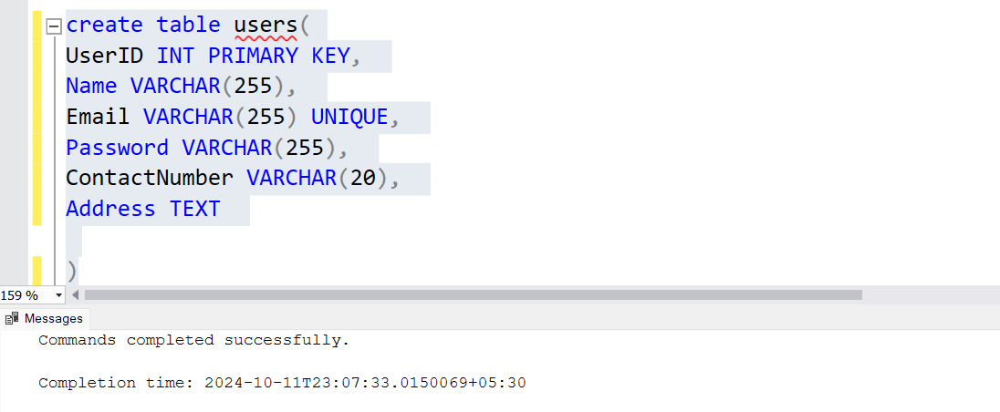 create table users(
UserID INT PRIMARY KEY,
Name VARCHAR(255),
Email VARCHAR(255) UNIQUE,
Password VARCHAR(255),
ContactNumber VARCHAR(20),
Address TEXT
)
159 %
Messages
Commands completed successfully.
Completion time: 2024-10-11T23:07:33.0150069+05:30